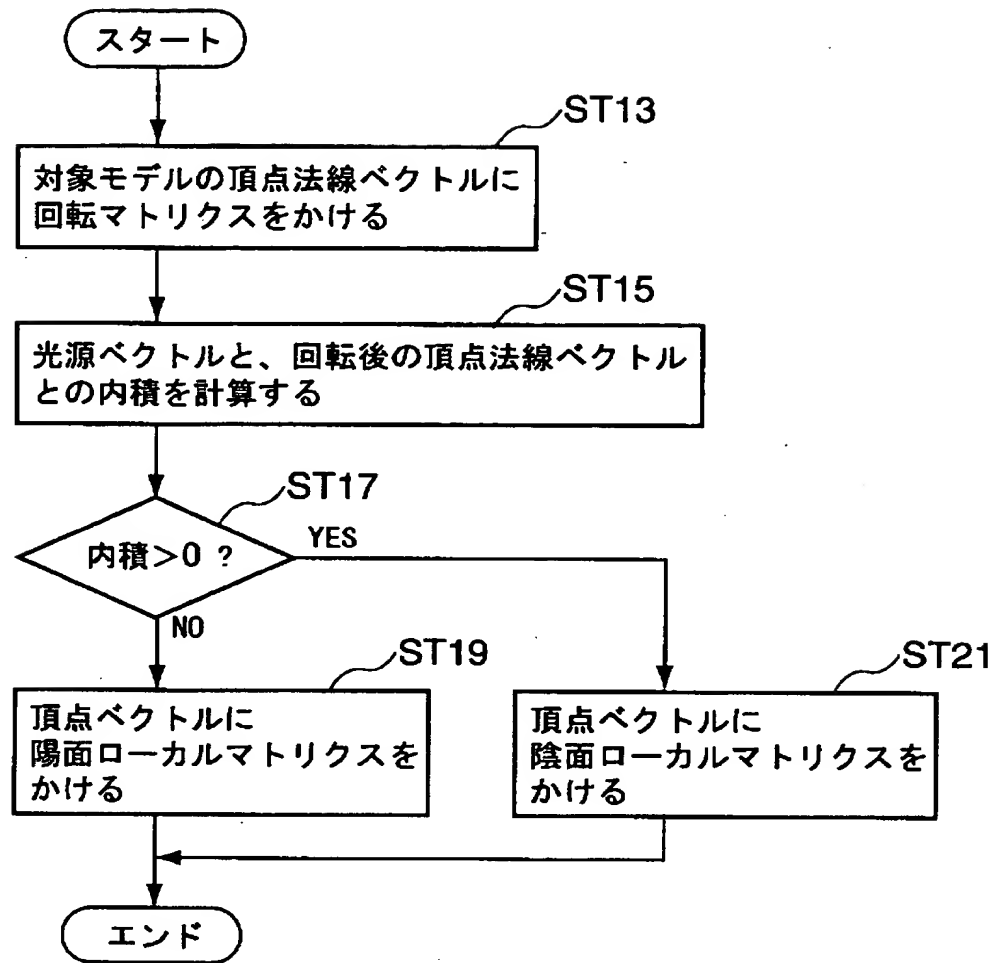 スタート
ST13
対象モデルの頂点法線ベクトルに
回転マトリクスをかける
ST15
光源ベクトルと、回転後の頂点法線ベクトル
との内積を計算する
ST17
内積>0 ?
YES
NO
ST19
頂点ベクトルに
陽面ローカルマトリクスを
かける
ST21
頂点ベクトルに
陰面ローカルマトリクスを
かける
エンド